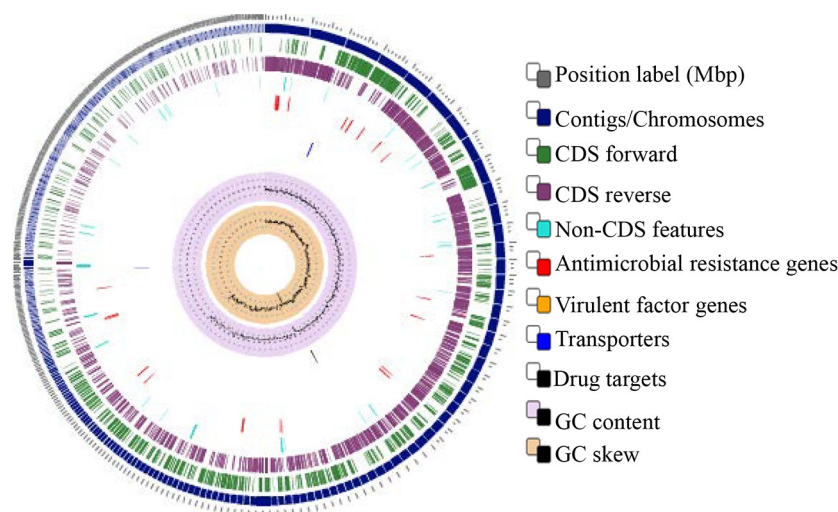 Position label (Mbp)
Contigs/Chromosomes
CDS forward
CDS reverse
Non-CDS features
Antimicrobial resistance genes
Virulent factor genes
Transporters
Drug targets
GC content
GC skew